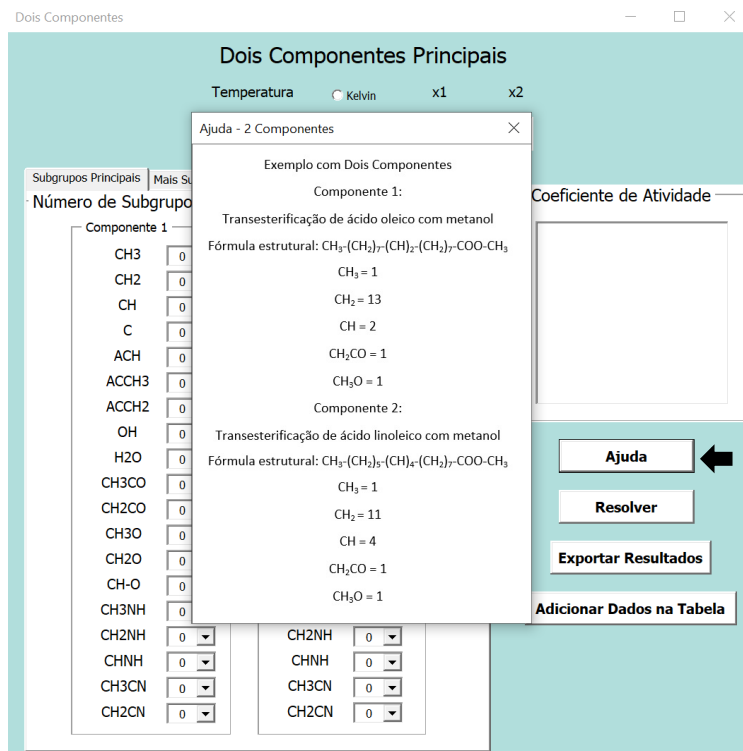 Dois Componentes
Dois Componentes Principais
Temperatura Kelvin x1 x2
Ajuda - 2 Componentes
Exemplo com Dois Componentes
Componente 1:
Transesterificação de ácido oleico com metanol
Fórmula estrutural: CH₃-(CH₂)₇-(CH)₂-(CH₂)₇-COO-CH₃
CH₃ = 1
CH₂ = 13
CH = 2
CH₂CO = 1
CH₃O = 1
Componente 2:
Transesterificação de ácido linoleico com metanol
Fórmula estrutural: CH₃-(CH₂)₅-(CH)₄-(CH₂)₇-COO-CH₃
CH₃ = 1
CH₂ = 11
CH = 4
CH₂CO = 1
CH₃O = 1
Subgrupos Principais Mais Su
Número de Subgrupo
Componente 1
CH3 0
CH2 0
CH 0
C 0
ACH 0
ACCH3 0
ACCH2 0
OH 0
H2O 0
CH3CO 0
CH2CO 0
CH3O 0
CH2O 0
CH-O 0
CH3NH 0
CH2NH 0 CH2NH 0
CHNH 0 CHNH 0
CH3CN 0 CH3CN 0
CH2CN 0 CH2CN 0
Coeficiente de Atividade
Ajuda
Resolver
Exportar Resultados
Adicionar Dados na Tabela